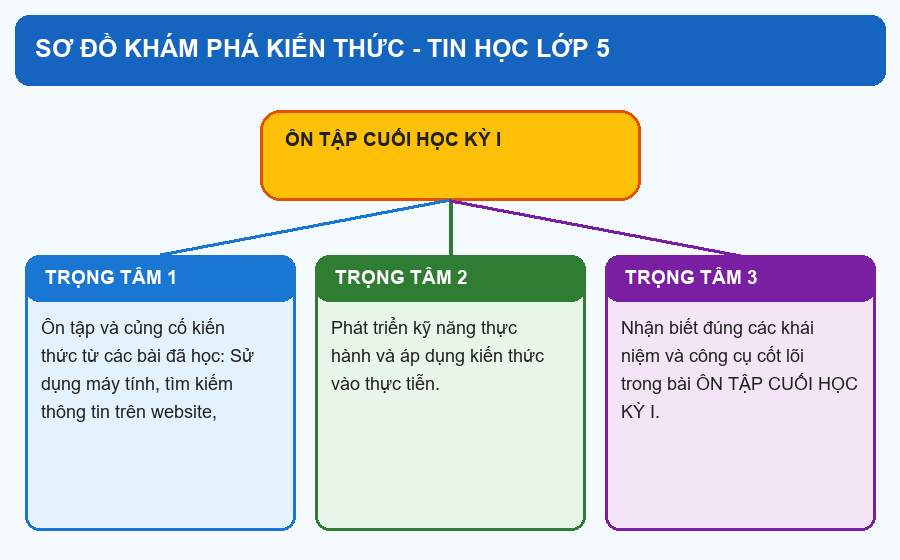 SƠ ĐỒ KHÁM PHÁ KIẾN THỨC - TIN HỌC LỚP 5
ÔN TẬP CUỐI HỌC KỲ I
TRỌNG TÂM 1
Ôn tập và củng cố kiến
thức từ các bài đã học: Sử
dụng máy tính, tìm kiếm
thông tin trên website,
TRỌNG TÂM 2
Phát triển kỹ năng thực
hành và áp dụng kiến thức
vào thực tiễn.
TRỌNG TÂM 3
Nhận biết đúng các khái
niệm và công cụ cốt lõi
trong bài ÔN TẬP CUỐI HỌC
KỲ I.